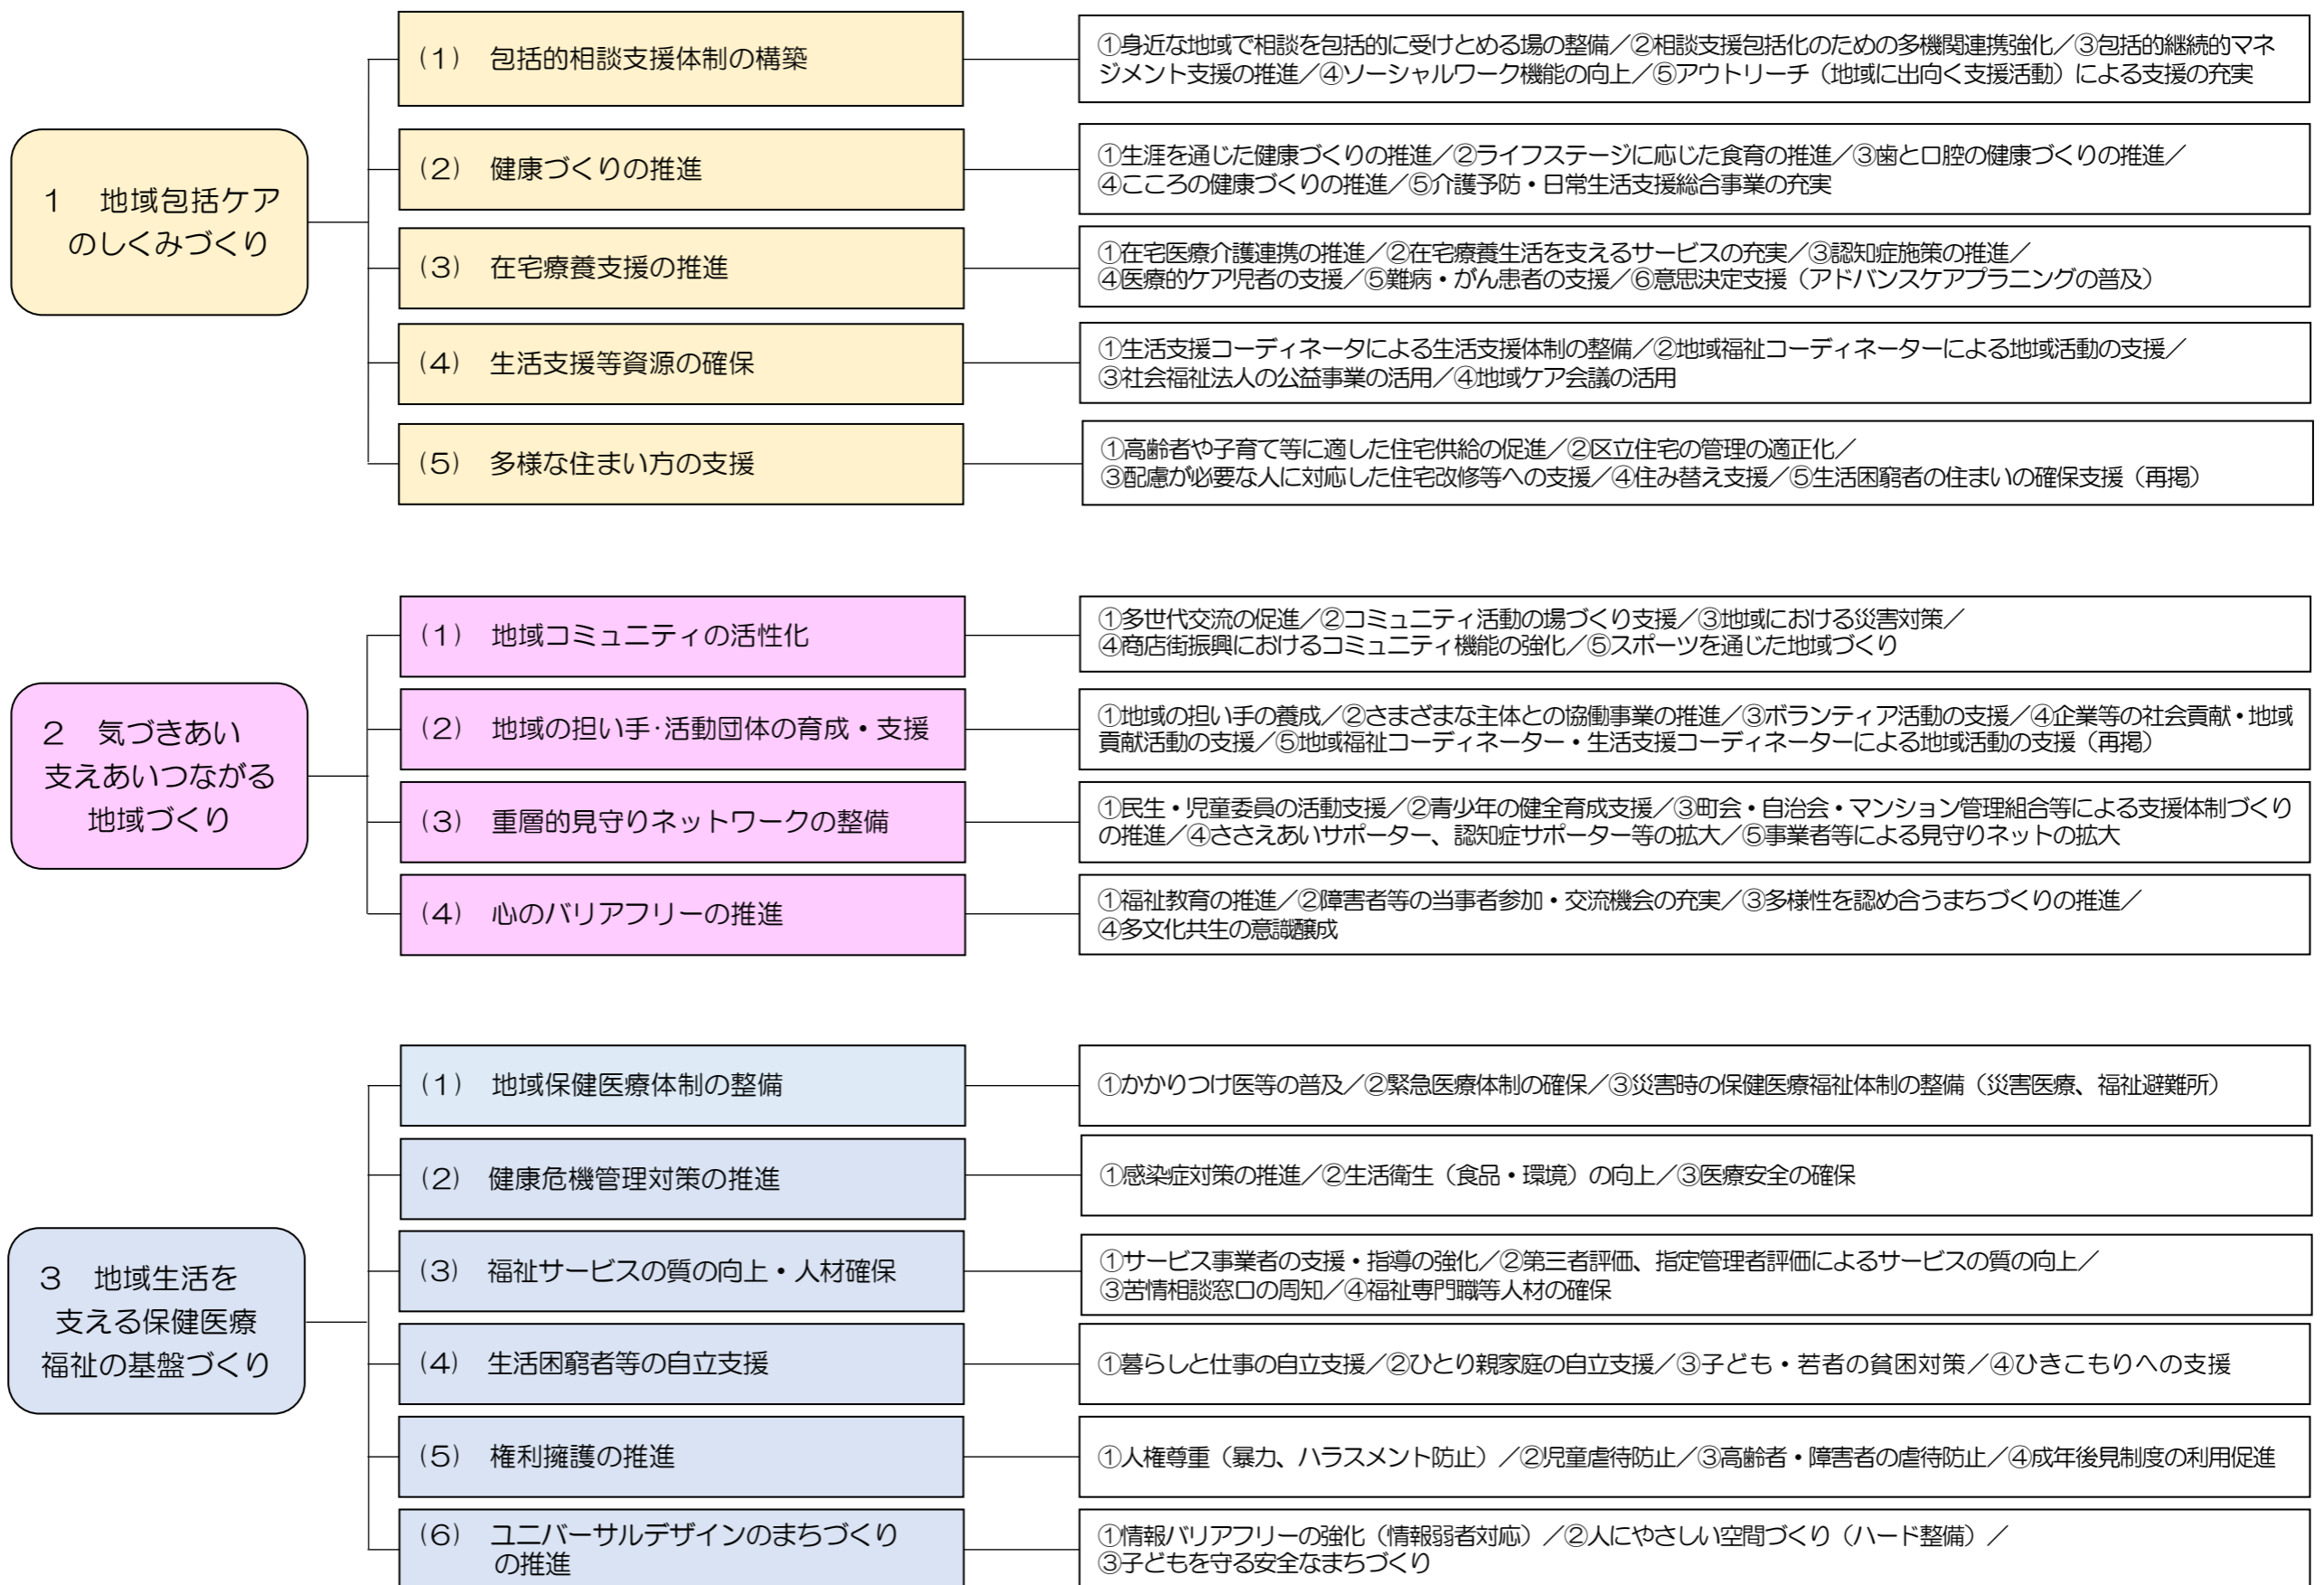 1　地域包括ケア
のしくみづくり
(1)　包括的相談支援体制の構築
①身近な地域で相談を包括的に受けとめる場の整備／②相談支援包括化のための多機関連携強化／③包括的継続的マネ
ジメント支援の推進／④ソーシャルワーク機能の向上／⑤アウトリーチ（地域に出向く支援活動）による支援の充実
(2)　健康づくりの推進
①生涯を通じた健康づくりの推進／②ライフステージに応じた食育の推進／③歯と口腔の健康づくりの推進／
④こころの健康づくりの推進／⑤介護予防・日常生活支援総合事業の充実
(3)　在宅療養支援の推進
①在宅医療介護連携の推進／②在宅療養生活を支えるサービスの充実／③認知症施策の推進／
④医療的ケア児者の支援／⑤難病・がん患者の支援／⑥意思決定支援（アドバンスケアプラニングの普及）
(4)　生活支援等資源の確保
①生活支援コーディネータによる生活支援体制の整備／②地域福祉コーディネーターによる地域活動の支援／
③社会福祉法人の公益事業の活用／④地域ケア会議の活用
(5)　多様な住まい方の支援
①高齢者や子育て等に適した住宅供給の促進／②区立住宅の管理の適正化／
③配慮が必要な人に対応した住宅改修等への支援／④住み替え支援／⑤生活困窮者の住まいの確保支援（再掲）
2　気づきあい
支えあいつながる
地域づくり
(1)　地域コミュニティの活性化
①多世代交流の促進／②コミュニティ活動の場づくり支援／③地域における災害対策／
④商店街振興におけるコミュニティ機能の強化／⑤スポーツを通じた地域づくり
(2)　地域の担い手･活動団体の育成・支援
①地域の担い手の養成／②さまざまな主体との協働事業の推進／③ボランティア活動の支援／④企業等の社会貢献・地域
貢献活動の支援／⑤地域福祉コーディネーター・生活支援コーディネーターによる地域活動の支援（再掲）
(3)　重層的見守りネットワークの整備
①民生・児童委員の活動支援／②青少年の健全育成支援／③町会・自治会・マンション管理組合等による支援体制づくり
の推進／④ささえあいサポーター、認知症サポーター等の拡大／⑤事業者等による見守りネットの拡大
(4)　心のバリアフリーの推進
①福祉教育の推進／②障害者等の当事者参加・交流機会の充実／③多様性を認め合うまちづくりの推進／
④多文化共生の意識醸成
3　地域生活を
支える保健医療
福祉の基盤づくり
(1)　地域保健医療体制の整備
①かかりつけ医等の普及／②緊急医療体制の確保／③災害時の保健医療福祉体制の整備（災害医療、福祉避難所）
(2)　健康危機管理対策の推進
①感染症対策の推進／②生活衛生（食品・環境）の向上／③医療安全の確保
(3)　福祉サービスの質の向上・人材確保
①サービス事業者の支援・指導の強化／②第三者評価、指定管理者評価によるサービスの質の向上／
③苦情相談窓口の周知／④福祉専門職等人材の確保
(4)　生活困窮者等の自立支援
①暮らしと仕事の自立支援／②ひとり親家庭の自立支援／③子ども・若者の貧困対策／④ひきこもりへの支援
(5)　権利擁護の推進
①人権尊重（暴力、ハラスメント防止）／②児童虐待防止／③高齢者・障害者の虐待防止／④成年後見制度の利用促進
(6)　ユニバーサルデザインのまちづくり
の推進
①情報バリアフリーの強化（情報弱者対応）／②人にやさしい空間づくり（ハード整備）／
③子どもを守る安全なまちづくり